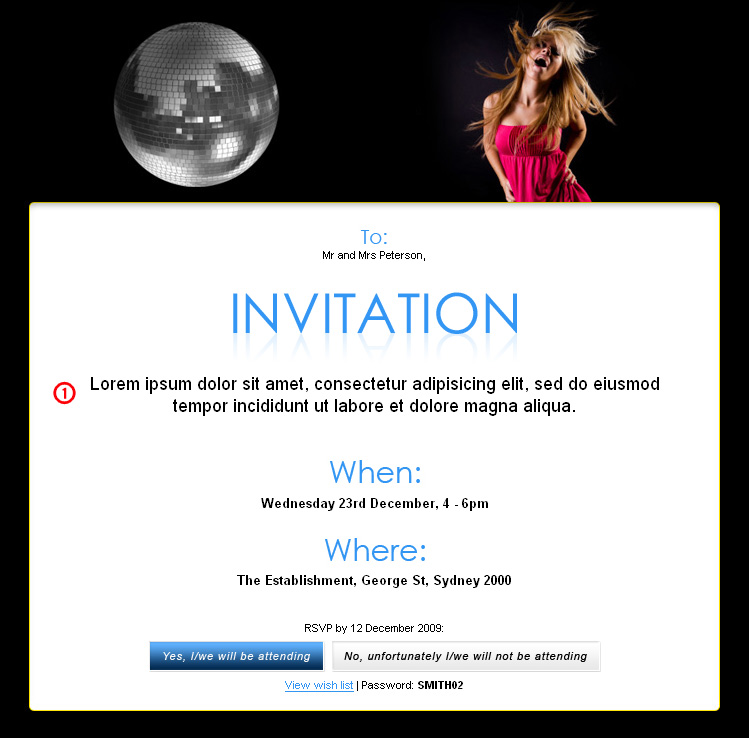 To:
Mr and Mrs Peterson,
INVITATION
1
Lorem ipsum dolor sit amet, consectetur adipisicing elit, sed do eiusmod
tempor incididunt ut labore et dolore magna aliqua.
When:
Wednesday 23rd December, 4 - 6pm
Where:
The Establishment, George St, Sydney 2000
RSVP by 12 December 2009:
Yes, I/we will be attending No, unfortunately I/we will not be attending
View wish list | Password: SMITH02